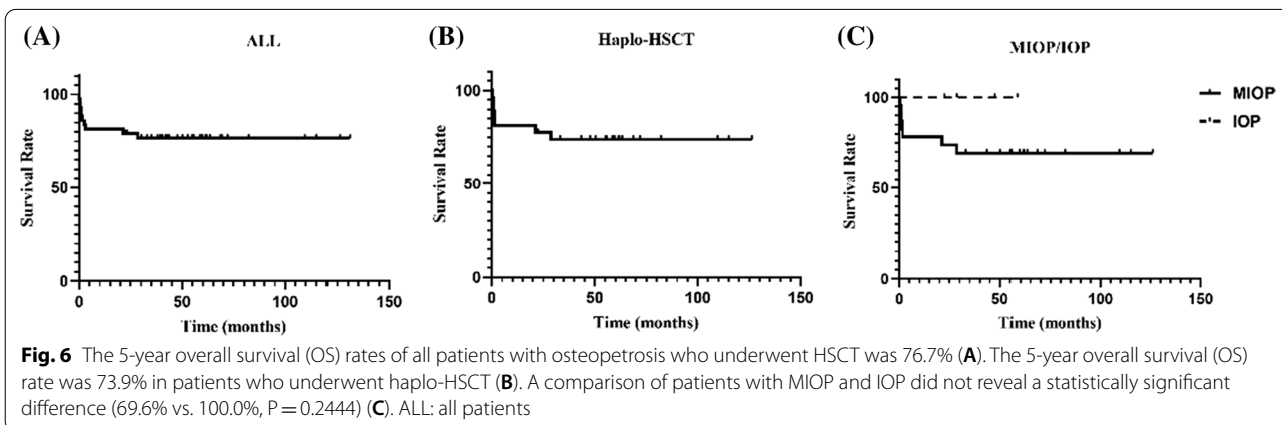 (A)
ALL
Survival Rate
100
50
0
0 50 100 150
Time (months)
(B)
Haplo-HSCT
Survival Rate
100
50
0
0 50 100 150
Time (months)
(C)
MIOP/IOP
Survival Rate
100
50
0
0 50 100 150
Time (months)
MIOP
IOP
Fig. 6 The 5-year overall survival (OS) rates of all patients with osteopetrosis who underwent HSCT was 76.7% (A). The 5-year overall survival (OS)
rate was 73.9% in patients who underwent haplo-HSCT (B). A comparison of patients with MIOP and IOP did not reveal a statistically significant
difference (69.6% vs. 100.0%, P = 0.2444) (C). ALL: all patients